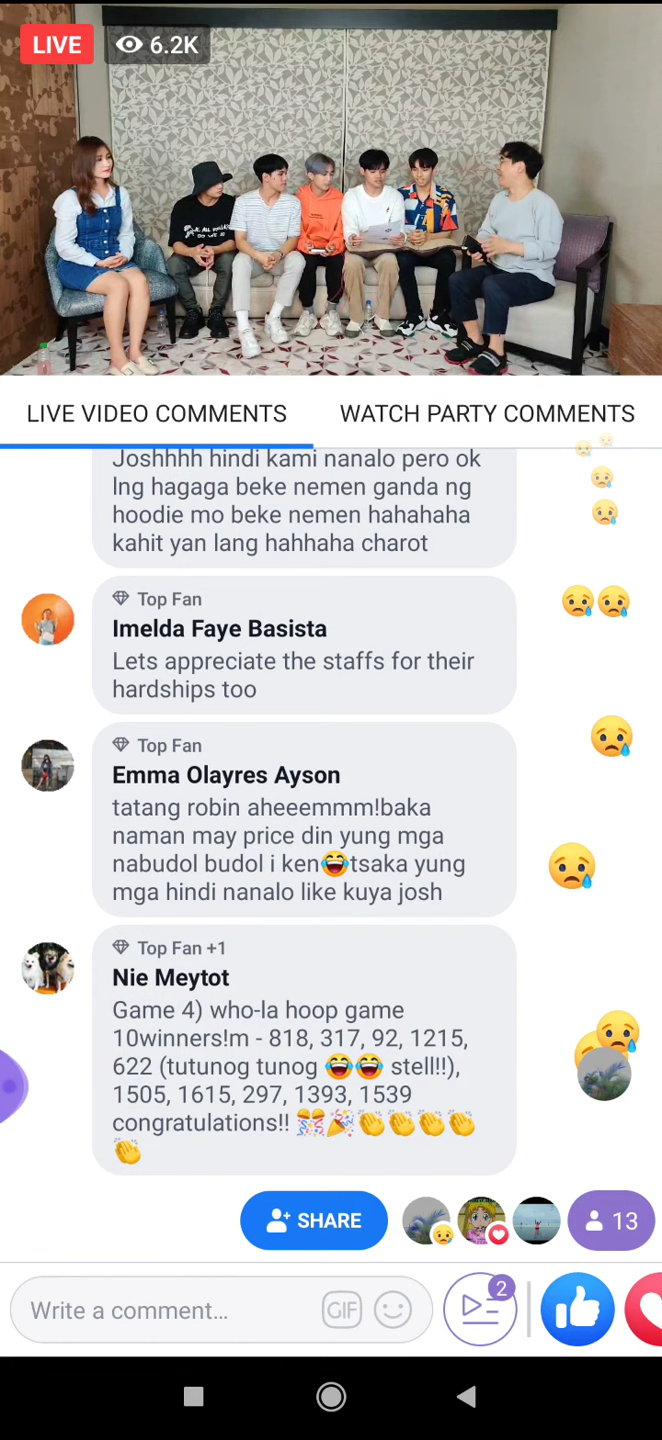 LIVE 6.2K
LIVE VIDEO COMMENTS
WATCH PARTY COMMENTS
Joshhhh hindi kami nanalo pero ok
lng hagaga beke nemen ganda ng
hoodie mo beke nemen hahahaha
kahit yan lang hahhaha charot
Top Fan
Imelda Faye Basista
Lets appreciate the staffs for their
hardships too
Top Fan
Emma Olayres Ayson
tatang robin aheeemmm!baka
naman may price din yung mga
nabudol budol i ken😂tsaka yung
mga hindi nanalo like kuya josh
Top Fan +1
Nie Meytot
Game 4) who-la hoop game
10winners!m - 818, 317, 92, 1215,
622 (tutunog tunog 😂😂 stell!!),
1505, 1615, 297, 1393, 1539
congratulations!! 🎊🎉👏👏👏👏
👏
SHARE
13
Write a comment...
GIF
2